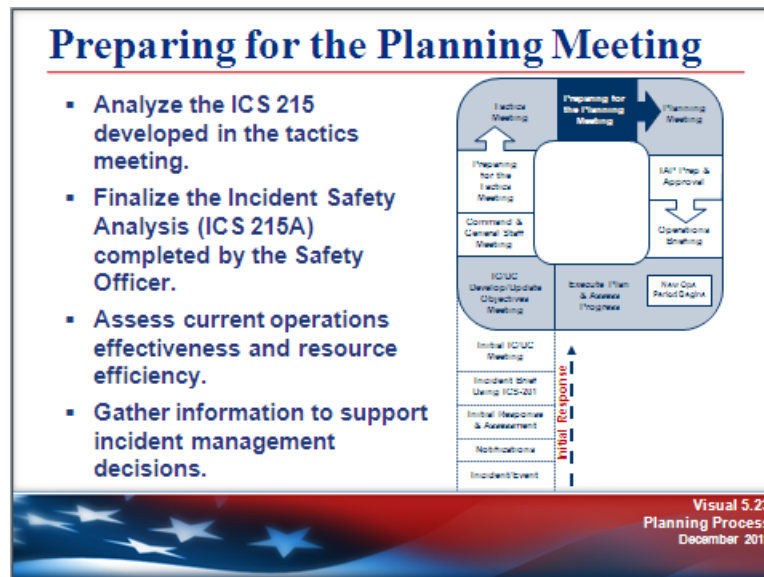 Preparing for the Planning Meeting
▪ Analyze the ICS 215
developed in the tactics
meeting.
▪ Finalize the Incident Safety
Analysis (ICS 215A)
completed by the Safety
Officer.
▪ Assess current operations
effectiveness and resource
efficiency.
▪ Gather information to support
incident management
decisions.
Tactics
Meeting
Preparing for
the Planning
Meeting
Planning
Meeting
Preparing
for the
Tactics
Meeting
IAP Prep &
Approval
Command &
General Staff
Meeting
Operations
Briefing
IC/UC
Develop/Update
Objectives
Meeting
Execute Plan
& Assess
Progress
New Ops
Period Begins
Initial IC/UC
Meeting
Incident Brief
Using ICS-201
Initial Response
& Assessment
Notifications
Incident/Event
Initial Response
Visual 5.23
Planning Process
December 201